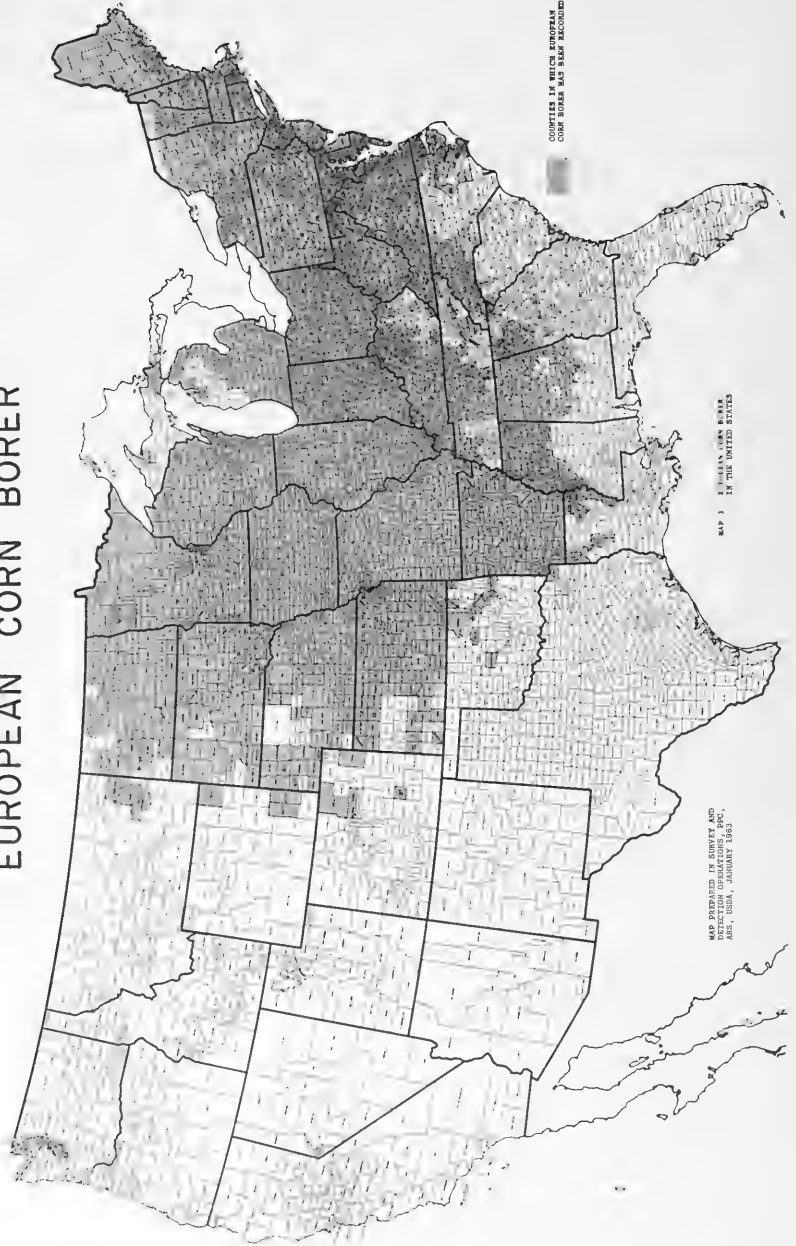 EUROPEAN CORN BORER
COUNTIES IN WHICH EUROPEAN
CORN BORER HAS BEEN RECORDED
MAP 3 CORN
IN THE UNITED STATES
MAP PREPARED IN SURVEY AND
DETECTION OPERATIONS, PPC,
ARS, USDA, JANUARY 1963